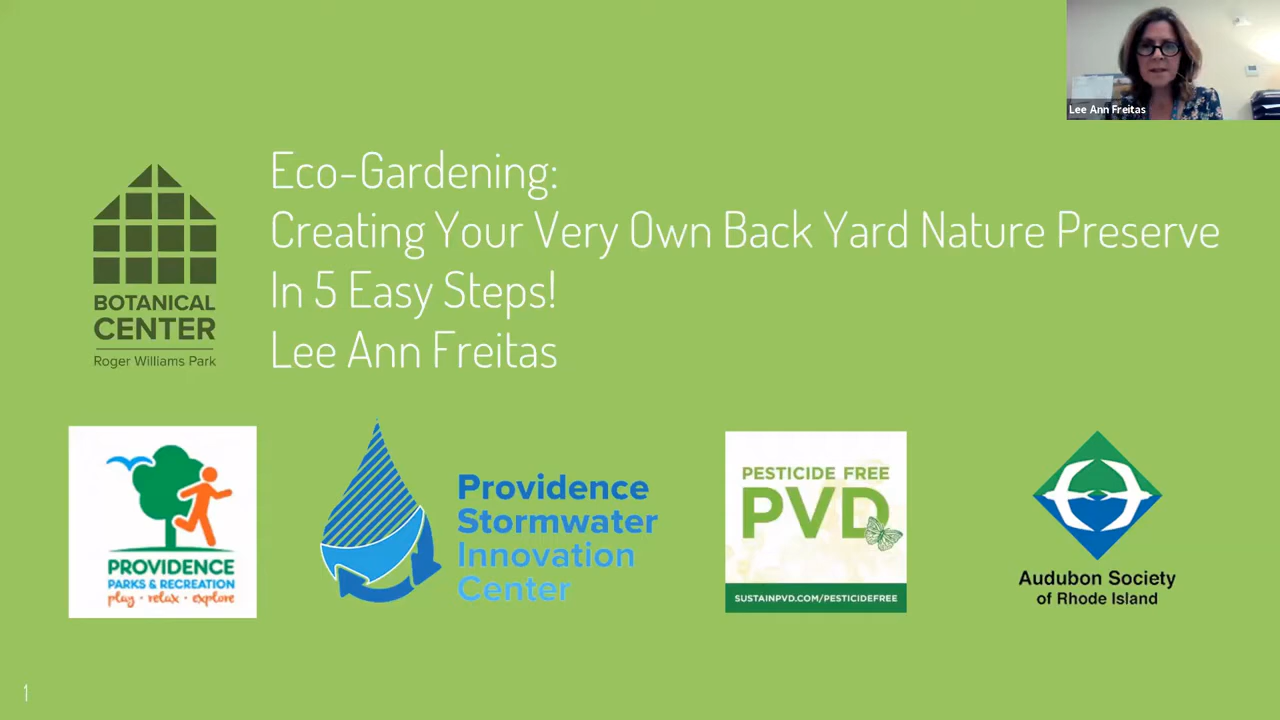 Lee Ann Freitas
Eco-Gardening:
Creating Your Very Own Back Yard Nature Preserve
In 5 Easy Steps!
Lee Ann Freitas
BOTANICAL
CENTER
Roger Williams Park
PROVIDENCE
PARKS & RECREATION
play • relax • explore
Providence
Stormwater
Innovation
Center
PESTICIDE FREE
PVD
SUSTAINPVD.COM/PESTICIDEFREE
Audubon Society
of Rhode Island
1